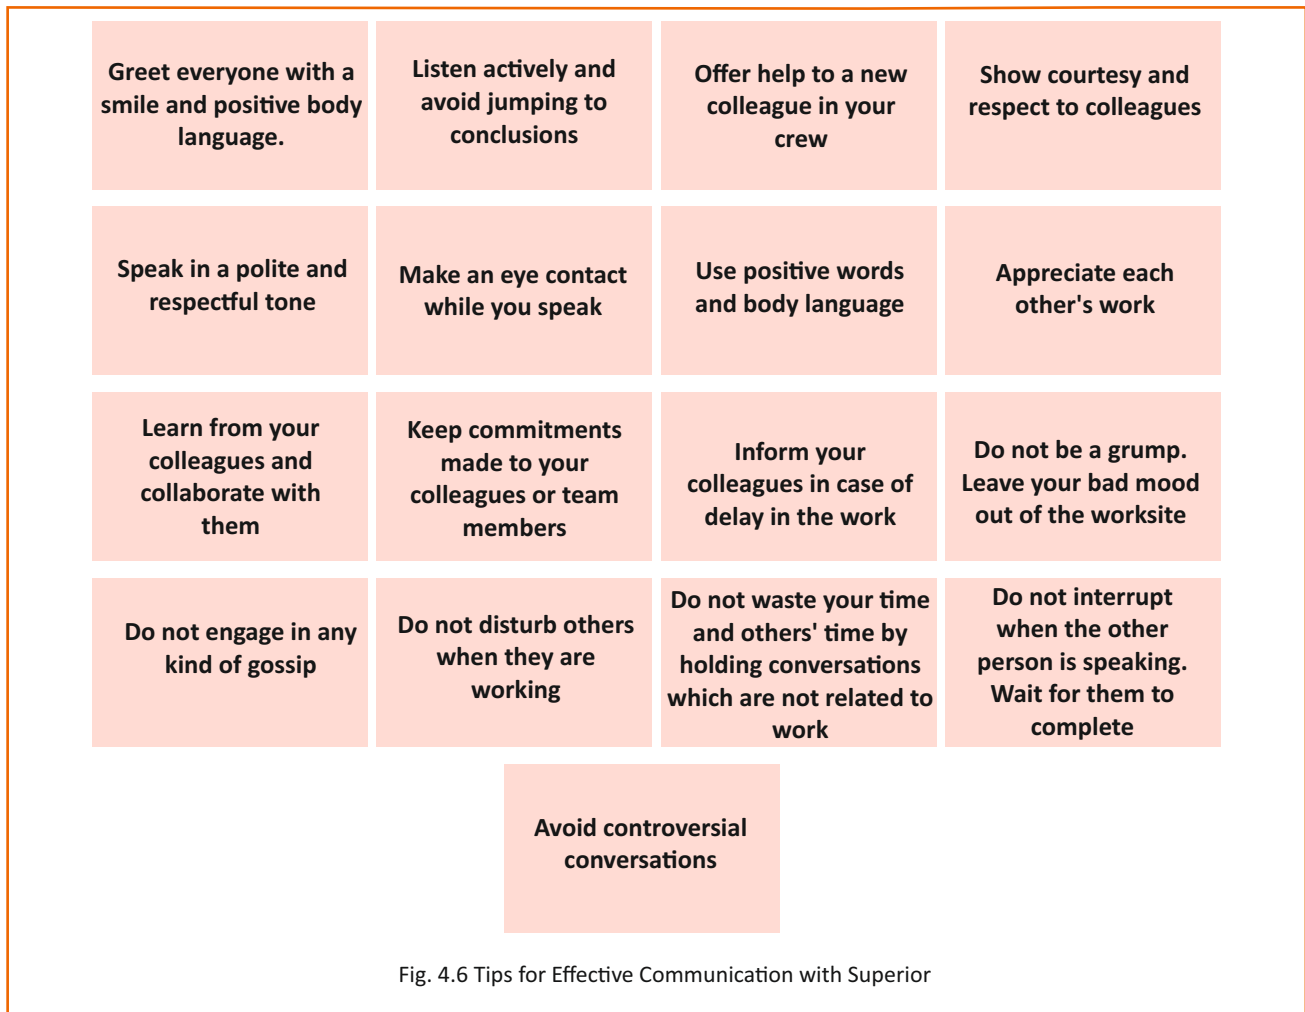 Greet everyone with a
smile and positive body
language.
Listen actively and
avoid jumping to
conclusions
Offer help to a new
colleague in your
crew
Show courtesy and
respect to colleagues
Speak in a polite and
respectful tone
Make an eye contact
while you speak
Use positive words
and body language
Appreciate each
other's work
Learn from your
colleagues and
collaborate with
them
Keep commitments
made to your
colleagues or team
members
Inform your
colleagues in case of
delay in the work
Do not be a grump.
Leave your bad mood
out of the worksite
Do not engage in any
kind of gossip
Do not disturb others
when they are
working
Do not waste your time
and others' time by
holding conversations
which are not related to
work
Do not interrupt
when the other
person is speaking.
Wait for them to
complete
Avoid controversial
conversations
Fig. 4.6 Tips for Effective Communication with Superior